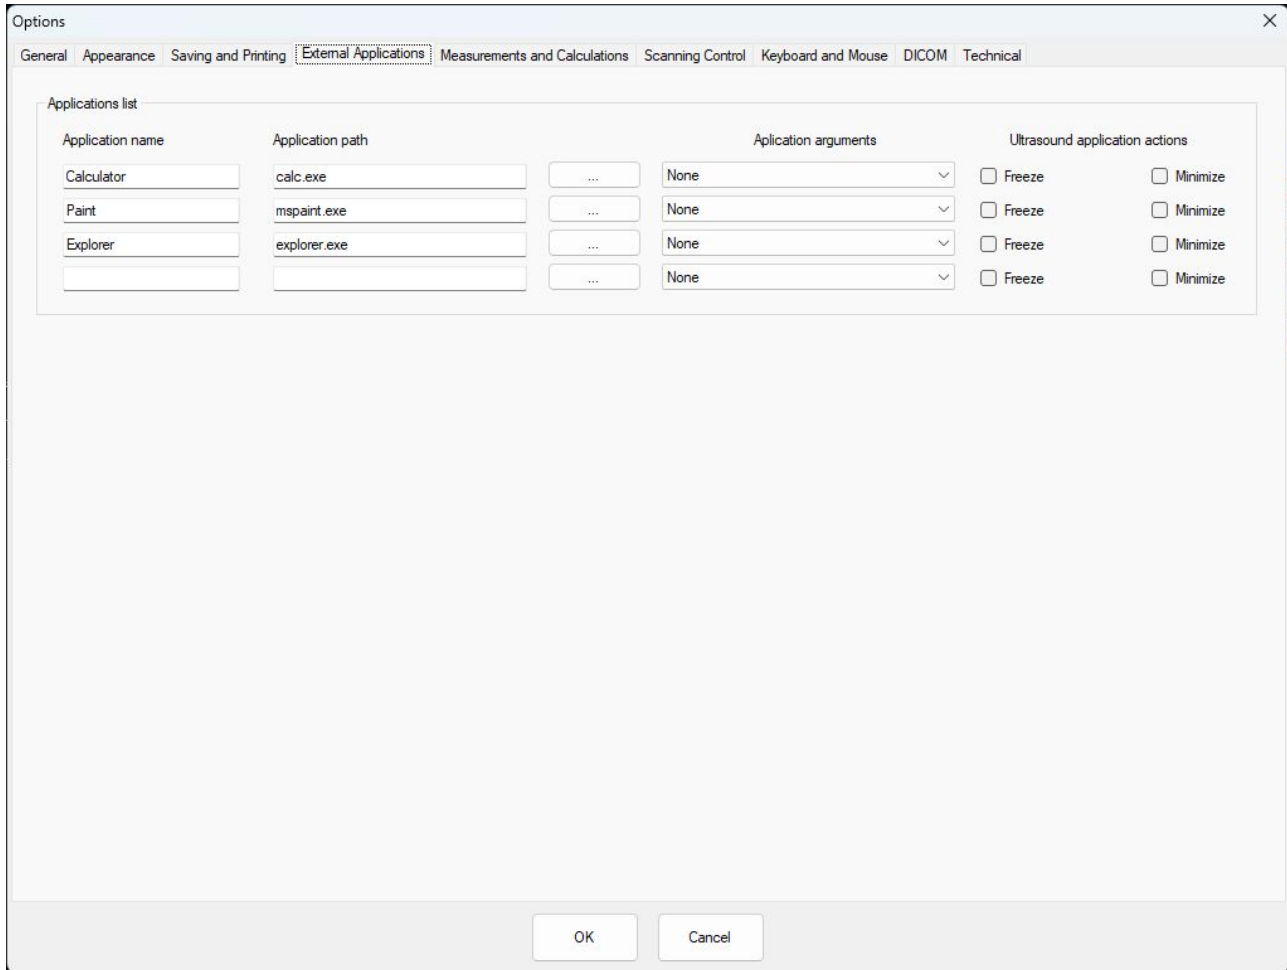 Options
General Appearance Saving and Printing External Applications Measurements and Calculations Scanning Control Keyboard and Mouse DICOM Technical
Applications list
Application name Application path Aplication arguments Ultrasound application actions
Calculator calc.exe ... None Freeze Minimize
Paint mspaint.exe ... None Freeze Minimize
Explorer explorer.exe ... None Freeze Minimize
... None Freeze Minimize
OK Cancel